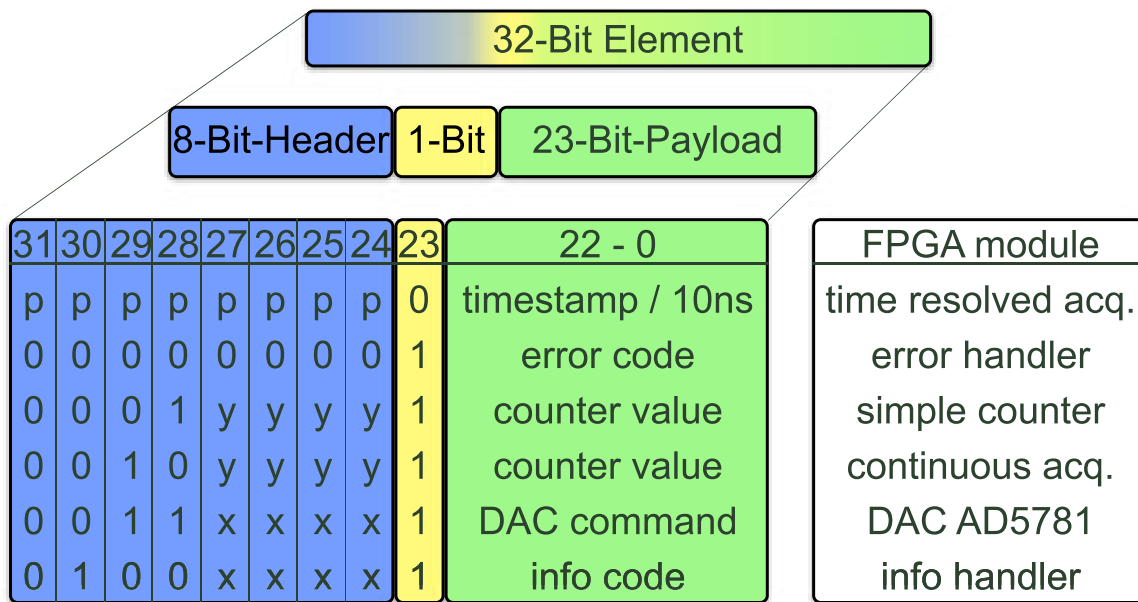 32-Bit Element
8-Bit-Header 1-Bit 23-Bit-Payload
31 30 29 28 27 26 25 24 23 22 - 0 FPGA module
p p p p p p p p 0 timestamp / 10ns time resolved acq.
0 0 0 0 0 0 0 0 1 error code error handler
0 0 0 1 y y y y 1 counter value simple counter
0 0 1 0 y y y y 1 counter value continuous acq.
0 0 1 1 x x x x 1 DAC command DAC AD5781
0 1 0 0 x x x x 1 info code info handler